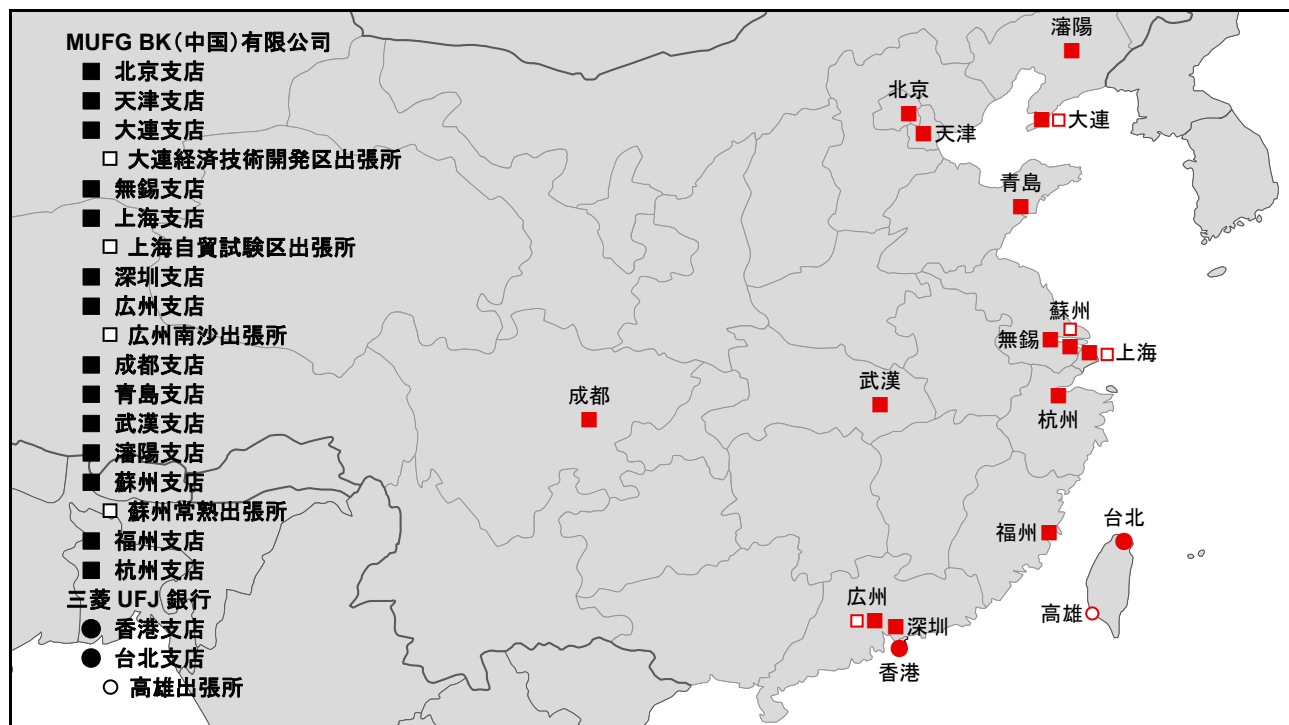 MUFG BK(中国)有限公司
■ 北京支店
■ 天津支店
■ 大連支店
□ 大連経済技術開発区出張所
■ 無錫支店
■ 上海支店
□ 上海自貿試験区出張所
■ 深圳支店
■ 広州支店
□ 広州南沙出張所
■ 成都支店
■ 青島支店
■ 武漢支店
■ 瀋陽支店
■ 蘇州支店
□ 蘇州常熟出張所
■ 福州支店
■ 杭州支店
三菱 UFJ 銀行
● 香港支店
● 台北支店
○ 高雄出張所
瀋陽
北京
大連
天津
青島
蘇州
無錫
上海
武漢
成都
杭州
福州
台北
広州
高雄
深圳
香港